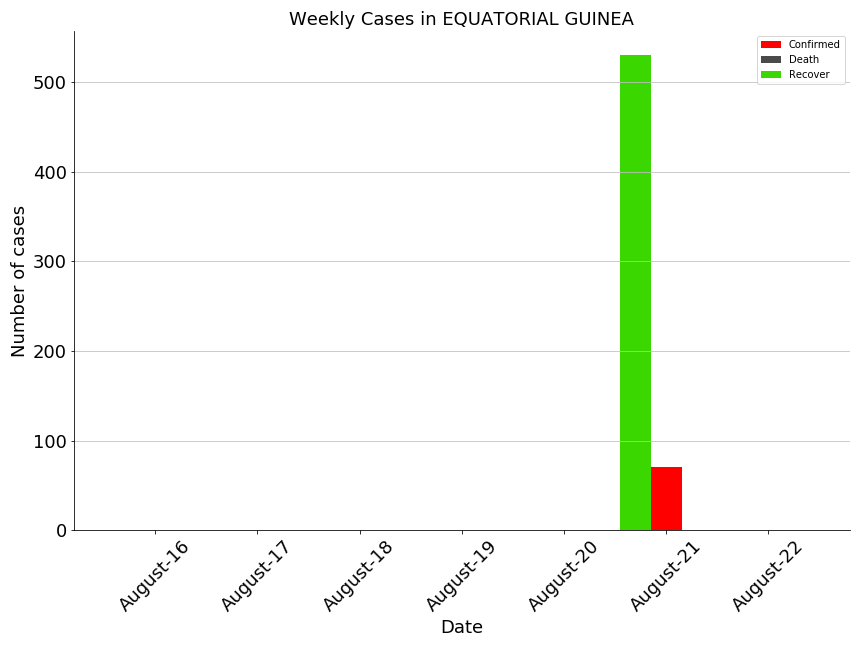 Weekly Cases in EQUATORIAL GUINEA
Confirmed
Death
Recover
Number of cases
500
400
300
200
100
0
August-16
August-17
August-18
August-19
August-20
August-21
August-22
Date